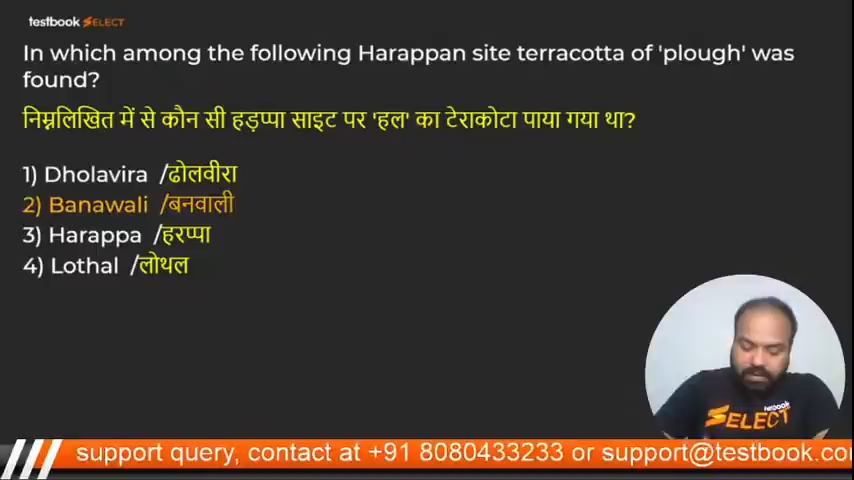 testbook SELECT
In which among the following Harappan site terracotta of 'plough' was
found?
निम्नलिखित में से कौन सी हड़प्पा साइट पर 'हल' का टेराकोटा पाया गया था?
1) Dholavira /ढोलवीरा
2) Banawali /बनवाली
3) Harappa /हरप्पा
4) Lothal /लोथल
testbook
SELECT
support query, contact at +91 8080433233 or support@testbook.co